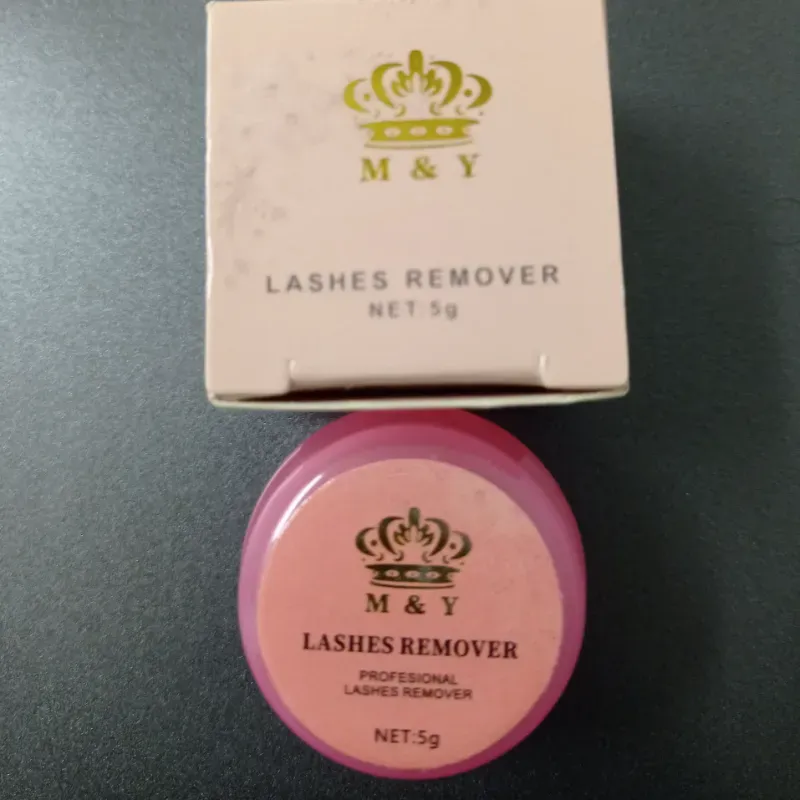 M & Y
LASHES REMOVER
NET:5g
M & Y
LASHES REMOVER
PROFESIONAL
LASHES REMOVER
NET:5g